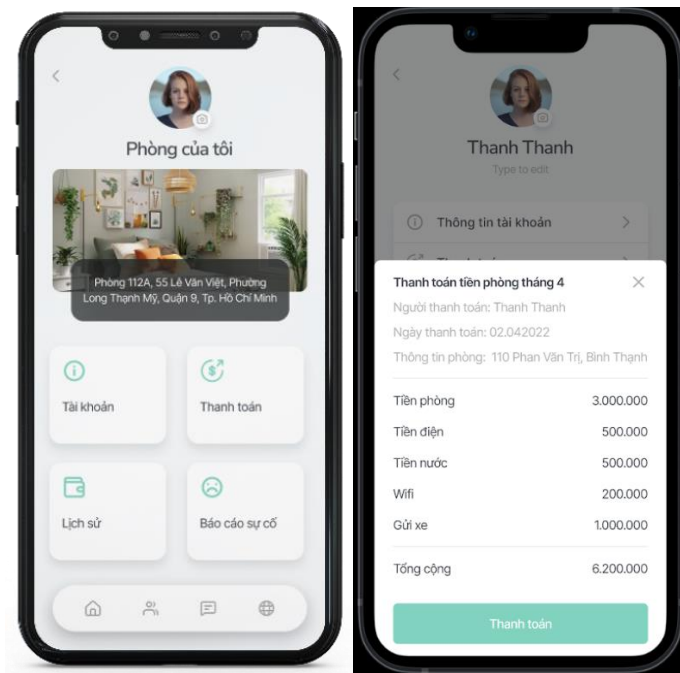 Phòng của tôi
Phòng 112A, 55 Lê Văn Việt, Phường
Long Thạnh Mỹ, Quận 9, Tp. Hồ Chí Minh
Tài khoản
Thanh toán
Lịch sử
Báo cáo sự cố
Thanh Thanh
Type to edit
Thông tin tài khoản
Thanh toán tiền phòng tháng 4
Người thanh toán: Thanh Thanh
Ngày thanh toán: 02.042022
Thông tin phòng: 110 Phan Văn Trị, Bình Thạnh
Tiền phòng 3.000.000
Tiền điện 500.000
Tiền nước 500.000
Wifi 200.000
Gửi xe 1.000.000
Tổng cộng 6.200.000
Thanh toán